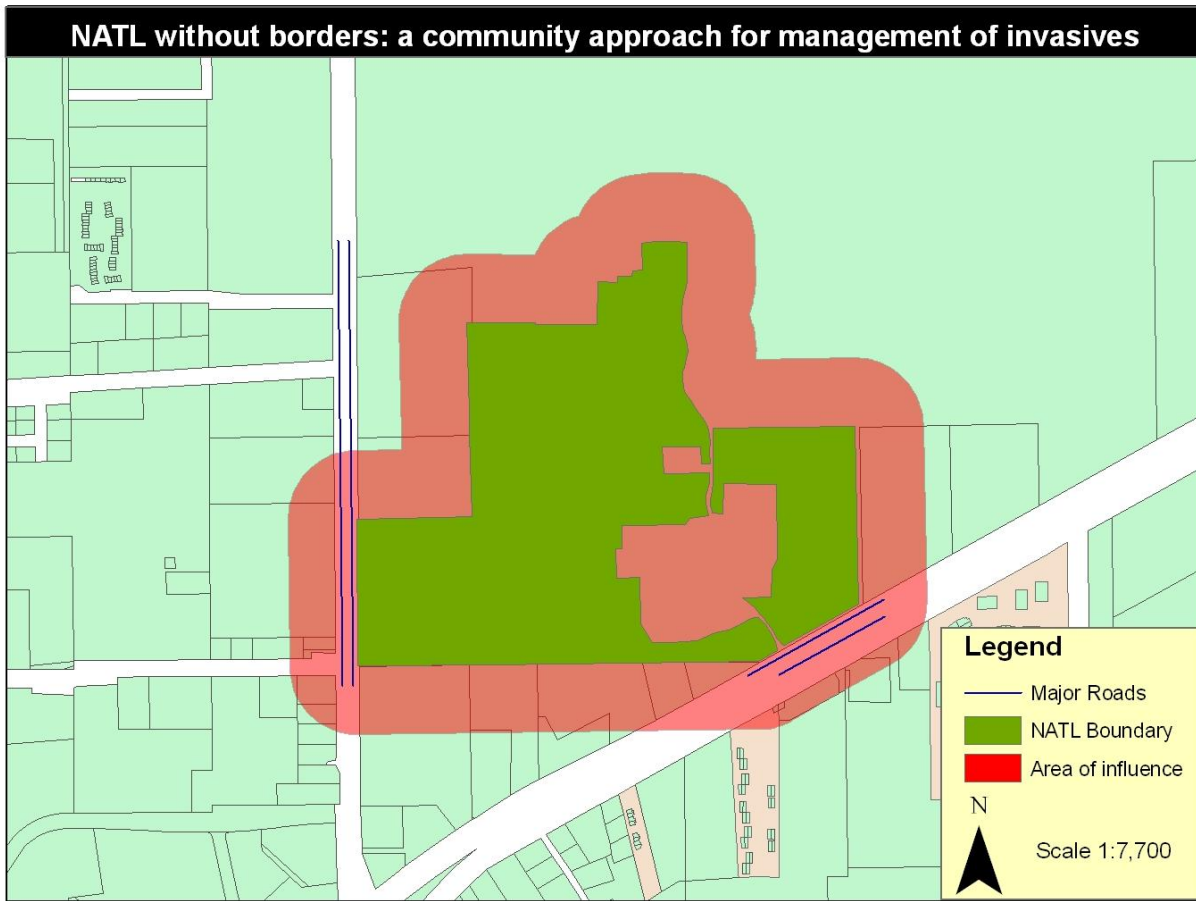 NATL without borders: a community approach for management of invasives
Legend
Major Roads
NATL Boundary
Area of influence
N
Scale 1:7,700